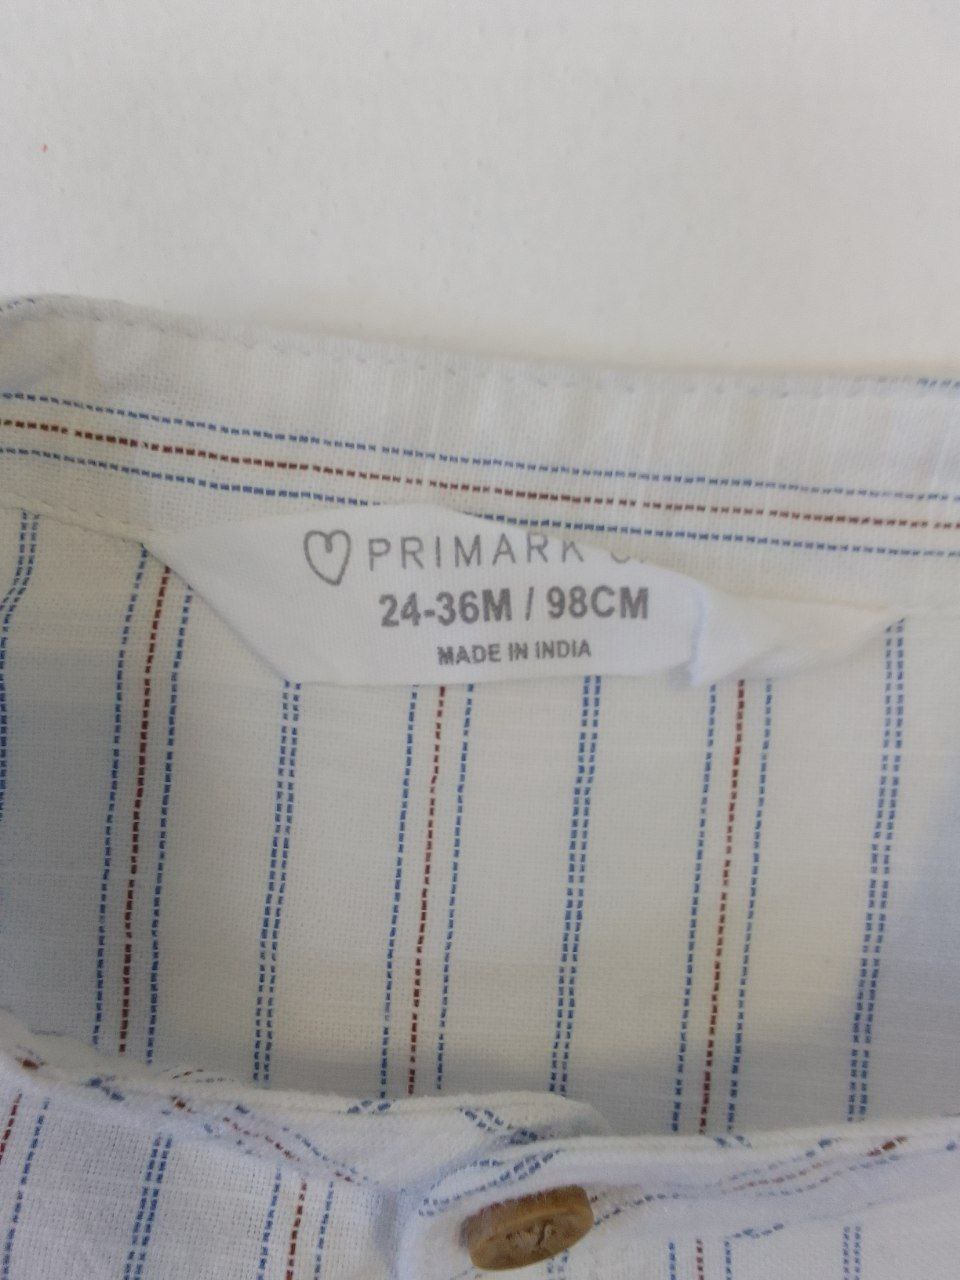 PRIMARK
24-36M / 98CM
MADE IN INDIA